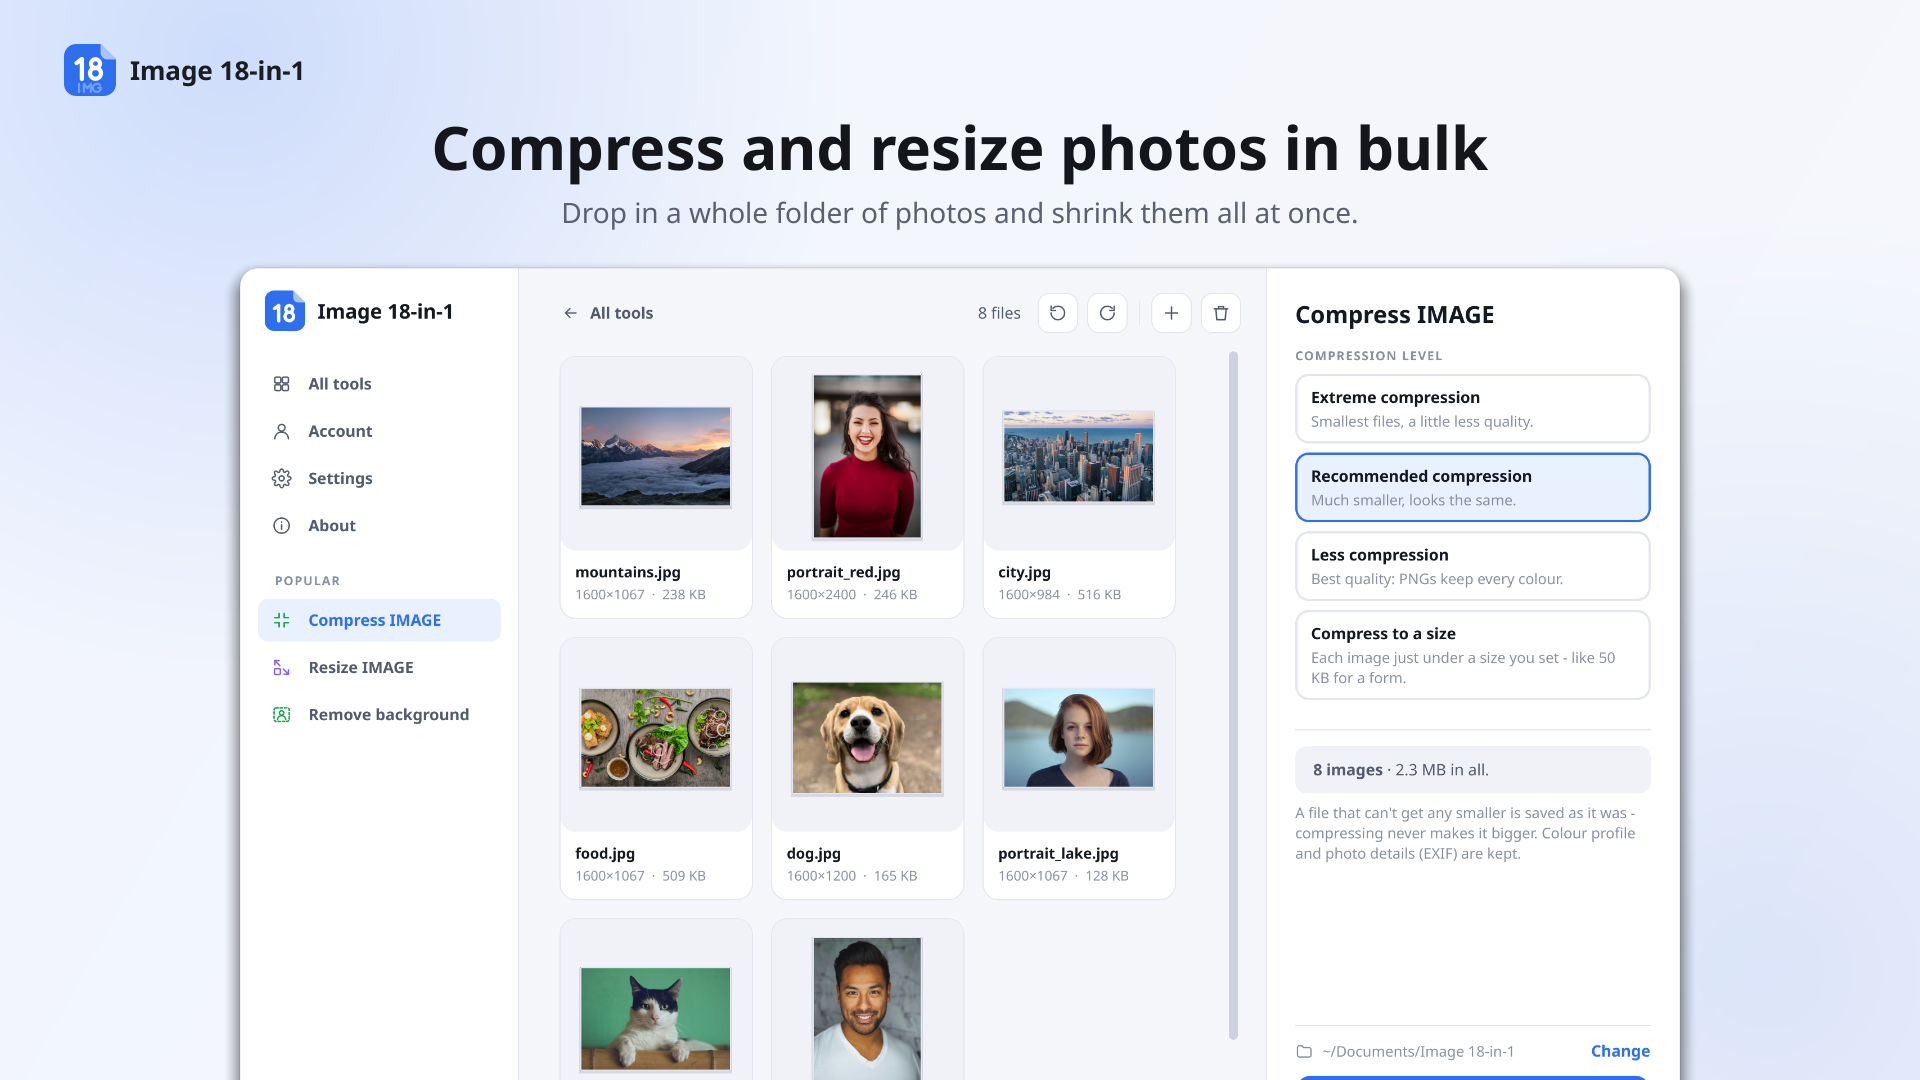 18
IMG
Image 18-in-1
Compress and resize photos in bulk
Drop in a whole folder of photos and shrink them all at once.
18
Image 18-in-1
All tools
Account
Settings
About
POPULAR
Compress IMAGE
Resize IMAGE
Remove background
← All tools
8 files
mountains.jpg
1600×1067 · 238 KB
portrait_red.jpg
1600×2400 · 246 KB
city.jpg
1600×984 · 516 KB
food.jpg
1600×1067 · 509 KB
dog.jpg
1600×1200 · 165 KB
portrait_lake.jpg
1600×1067 · 128 KB
Compress IMAGE
COMPRESSION LEVEL
Extreme compression
Smallest files, a little less quality.
Recommended compression
Much smaller, looks the same.
Less compression
Best quality: PNGs keep every colour.
Compress to a size
Each image just under a size you set - like 50
KB for a form.
8 images · 2.3 MB in all.
A file that can't get any smaller is saved as it was -
compressing never makes it bigger. Colour profile
and photo details (EXIF) are kept.
~/Documents/Image 18-in-1
Change